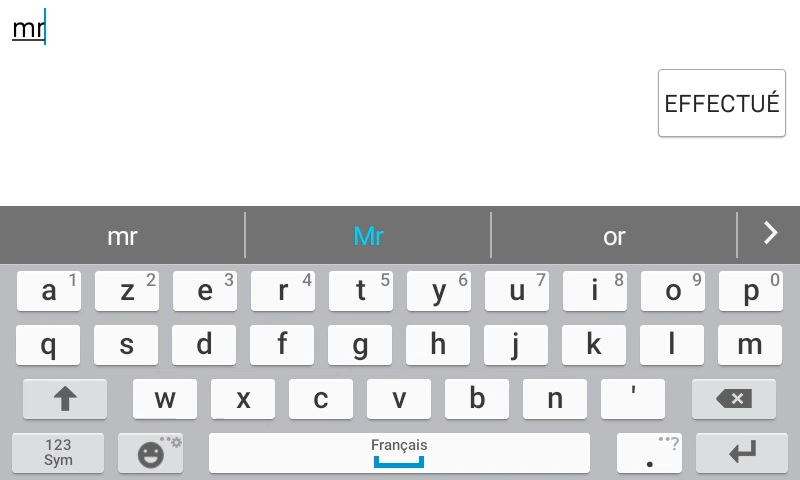 mr
EFFECTUÉ
mr Mr or
a 1 z 2 e 3 r 4 t 5 y 6 u 7 i 8 o 9 p 0
q s d f g h j k l m
w x c v b n '
123 Français . ?
Sym